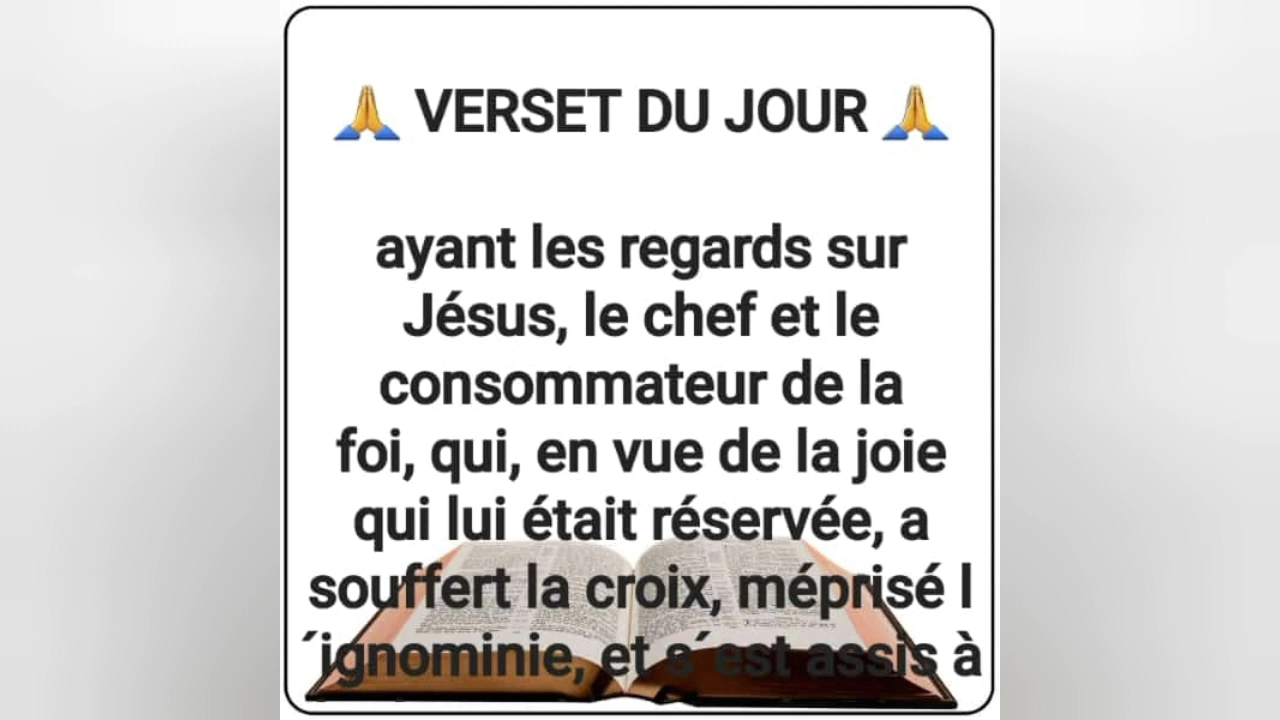 🙏 VERSET DU JOUR 🙏
ayant les regards sur
Jésus, le chef et le
consommateur de la
foi, qui, en vue de la joie
qui lui était réservée, a
souffert la croix, méprisé l
´ignominie, et s´est assis à